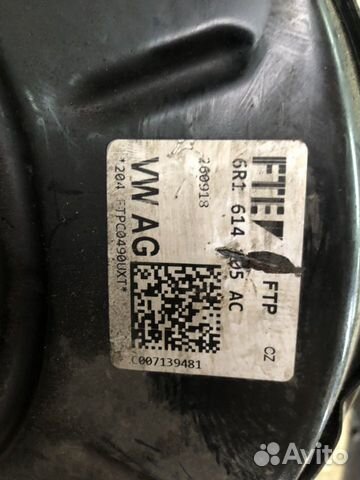 FTE
FTP CZ
6R1 614 AC
260918
VW AG
C007139481
Avito